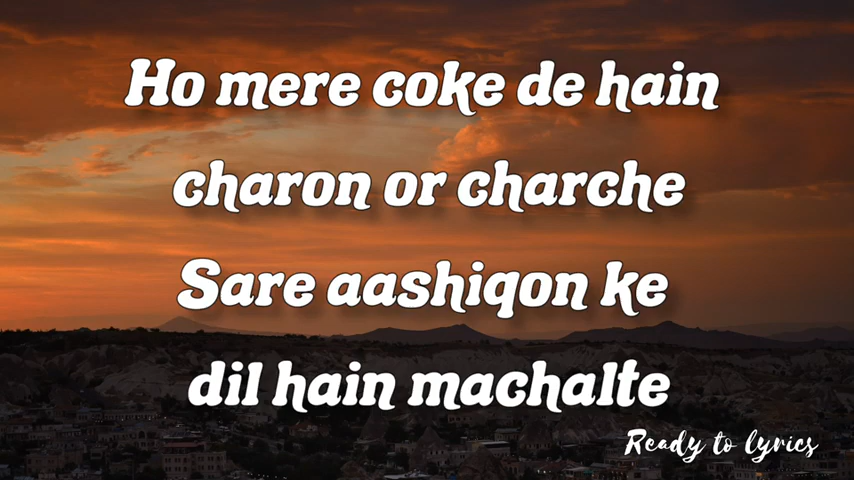 Ho mere coke de hain
charon or charche
Sare aashiqon ke
dil hain machalte
Ready to lyrics